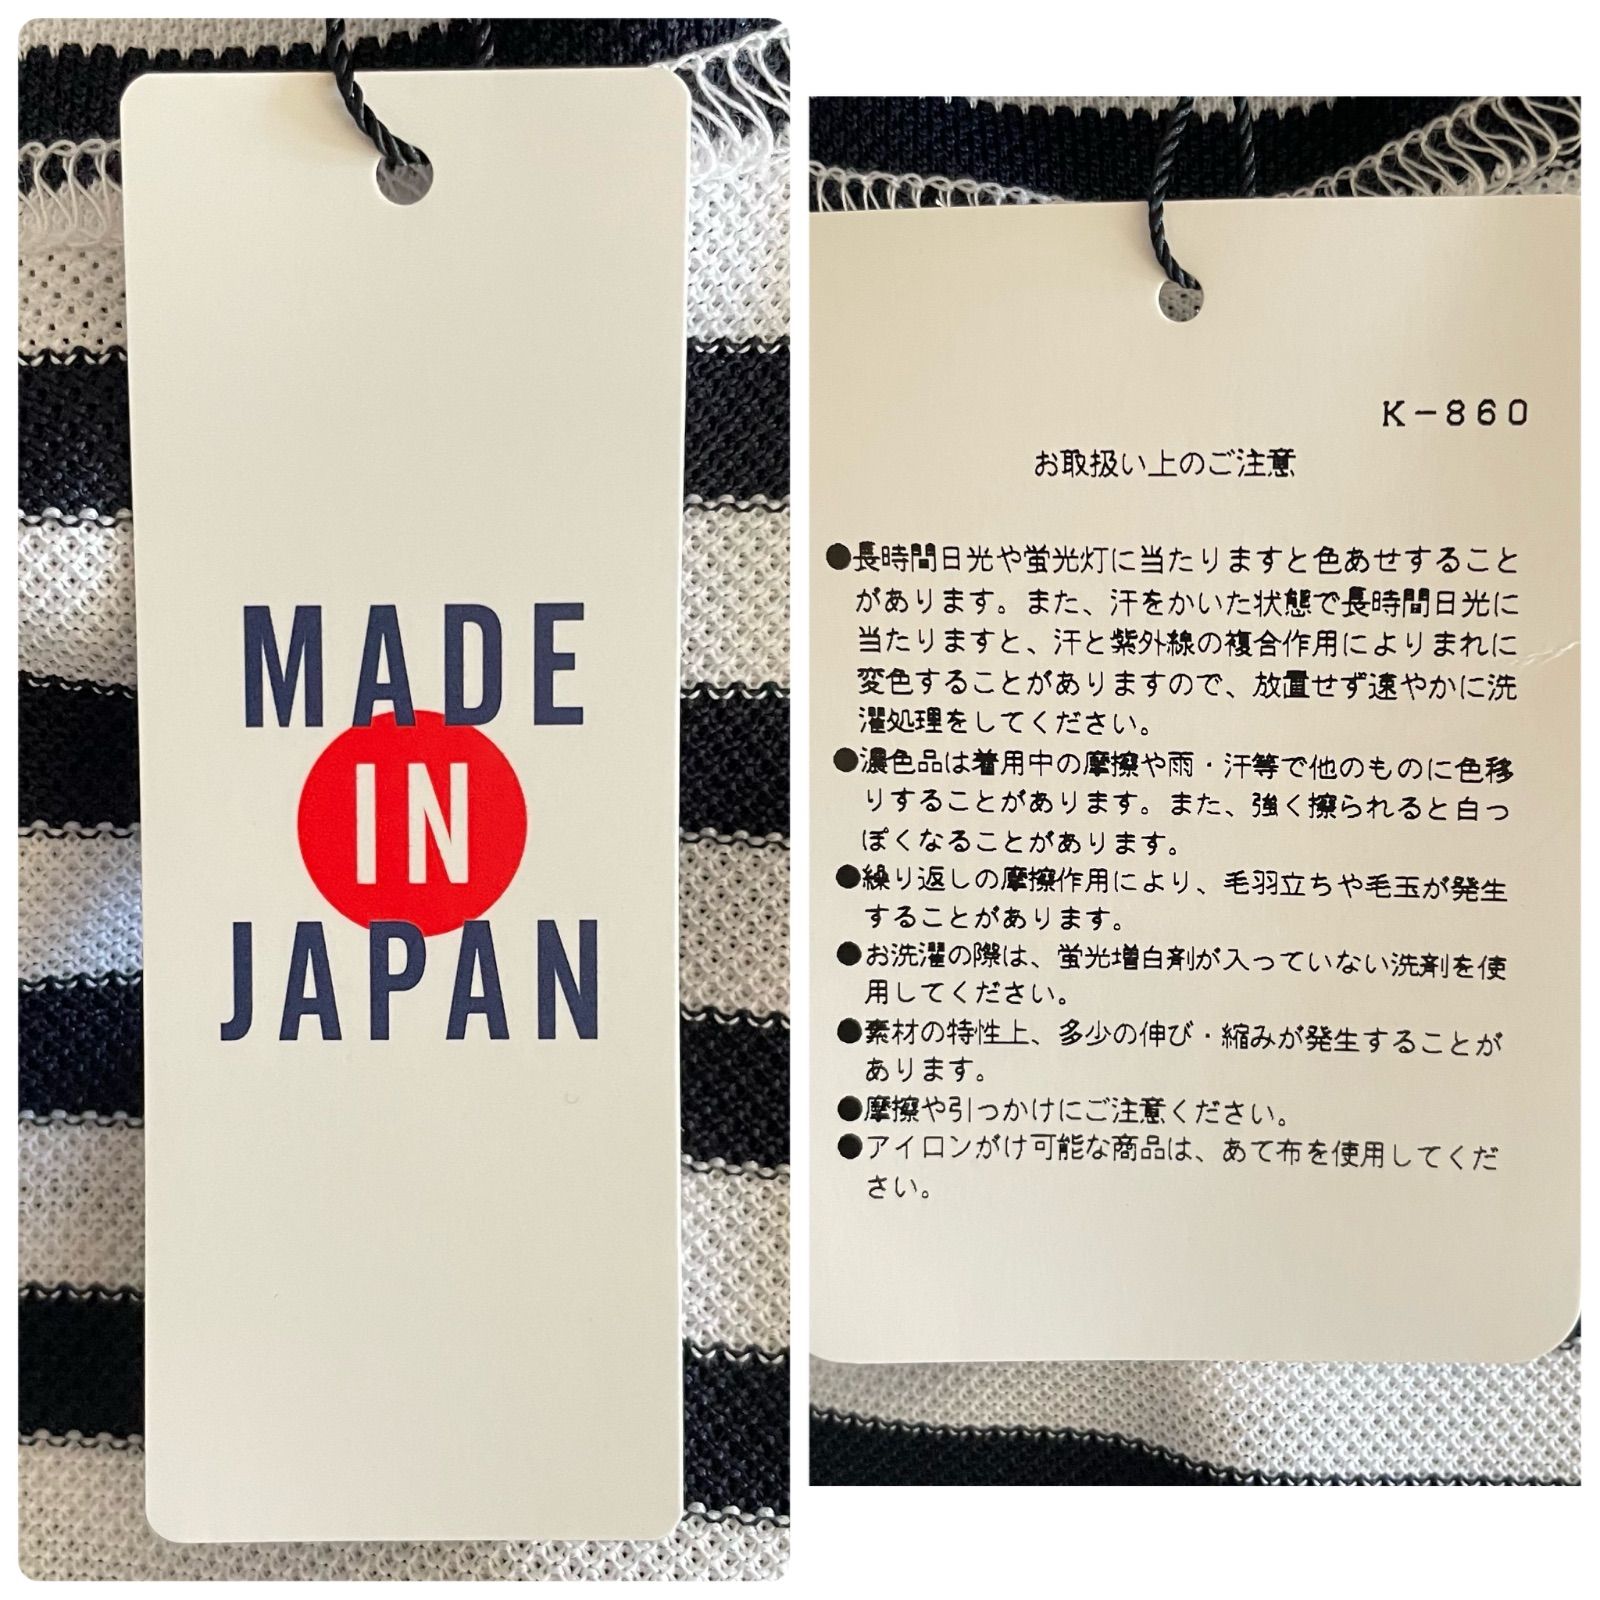 MADE
IN
JAPAN
K-860
お取扱い上のご注意
●長時間日光や蛍光灯に当たりますと色あせすること
があります。また、汗をかいた状態で長時間日光に
当たりますと、汗と紫外線の複合作用によりまれに
変色することがありますので、放置せず速やかに洗
濯処理をしてください。
●濃色品は着用中の摩擦や雨・汗等で他のものに色移
りすることがあります。また、強く擦られると白っ
ぽくなることがあります。
●繰り返しの摩擦作用により、毛羽立ちや毛玉が発生
することがあります。
●お洗濯の際は、蛍光増白剤が入っていない洗剤を使
用してください。
●素材の特性上、多少の伸び・縮みが発生することが
あります。
●摩擦や引っかけにご注意ください。
●アイロンがけ可能な商品は、あて布を使用してくだ
さい。